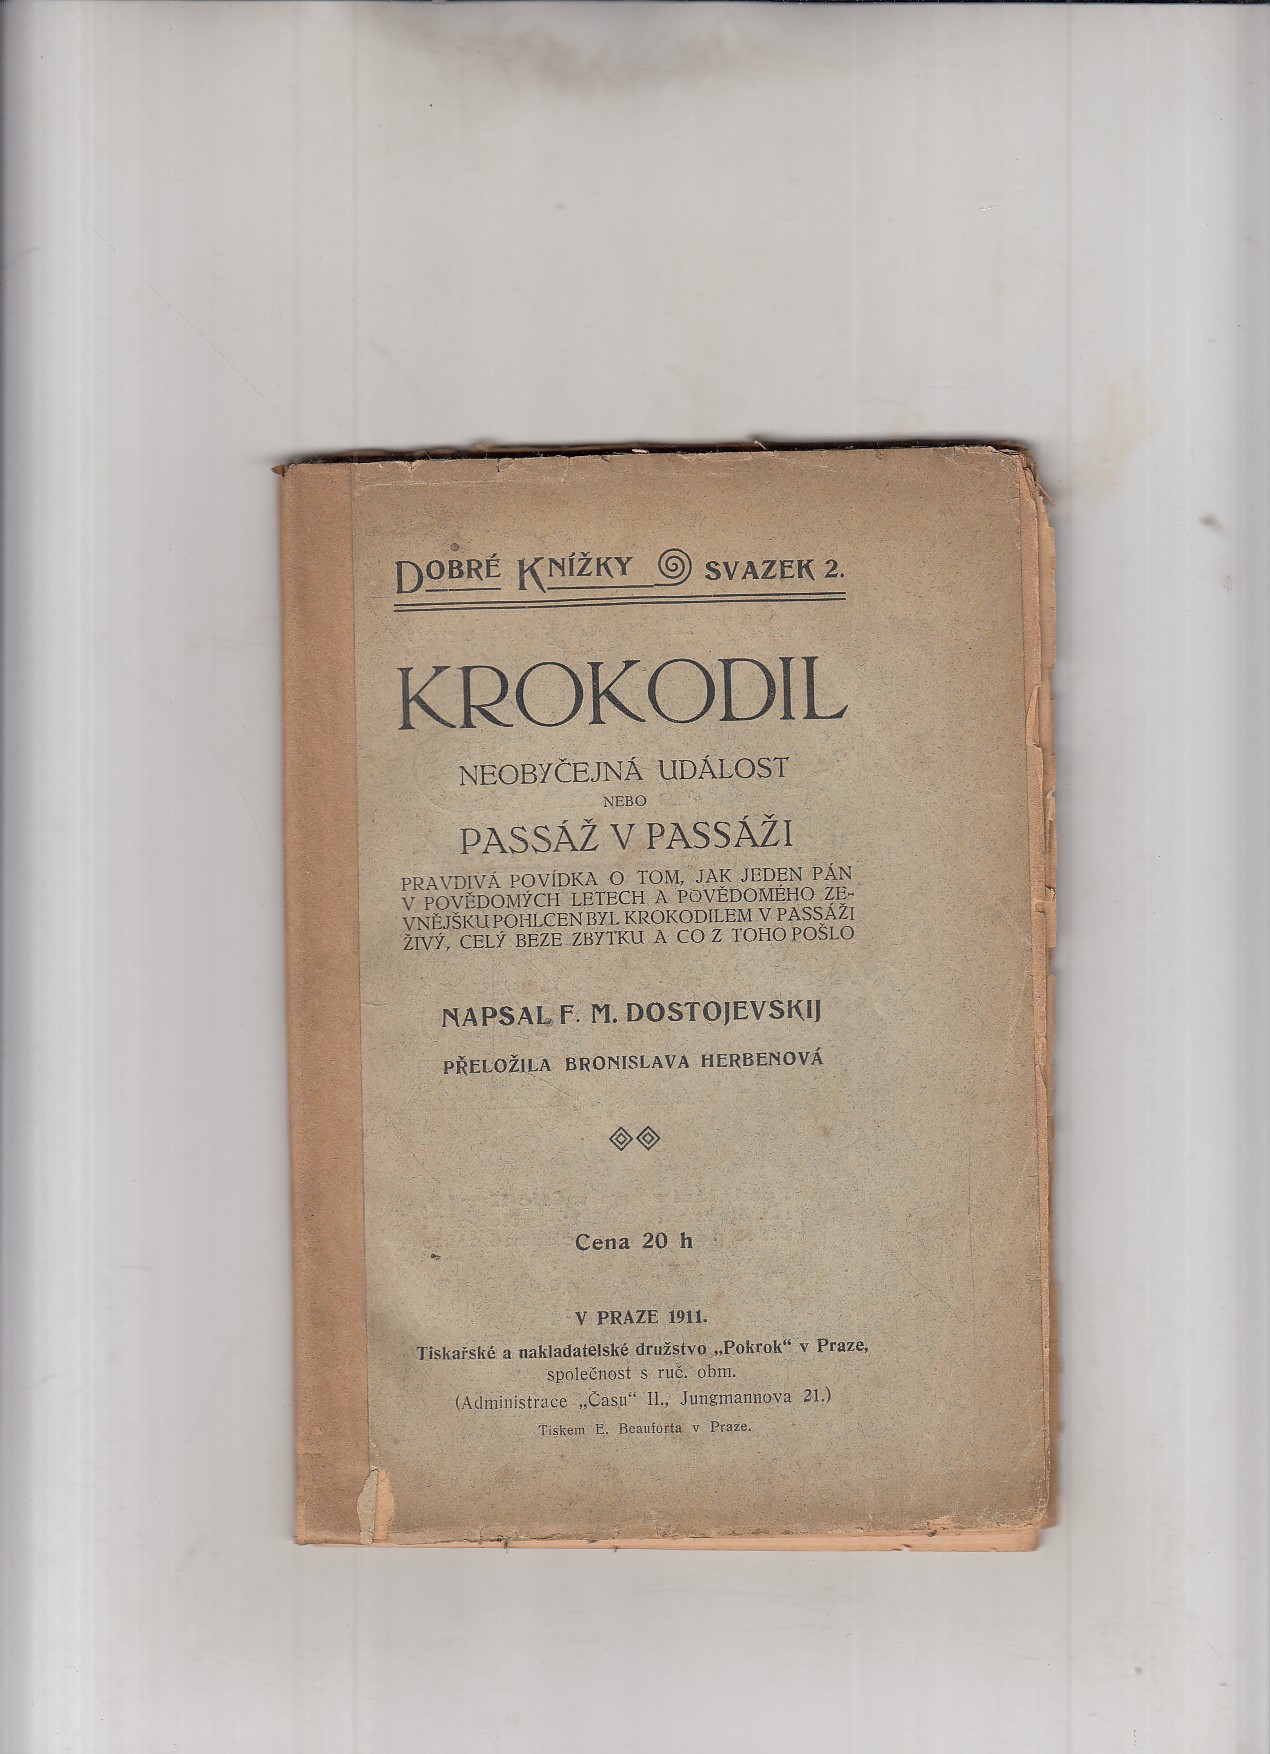 DOBRÉ KNÍŽKY SVAZEK 2.
KROKODIL
NEOBYČEJNÁ UDÁLOST
NEBO
PASSÁŽ V PASSÁŽI
PRAVDIVÁ POVÍDKA O TOM, JAK JEDEN PÁN
V POVĚDOMÝCH LETECH A POVĚDOMÉHO ZE-
VNĚJŠKU POHLCEN BYL KROKODILEM V PASSÁŽI
ŽIVÝ, CELÝ BEZE ZBYTKU A CO Z TOHO POŠLO
NAPSAL F. M. DOSTOJEVSKIJ
PŘELOŽILA BRONISLAVA HERBENOVÁ
Cena 20 h
V PRAZE 1911.
Tiskařské a nakladatelské družstvo „Pokrok“ v Praze,
společnost s ruč. obm.
(Administrace „Času“ II., Jungmannova 21.)
Tiskem E. Beauforta v Praze.